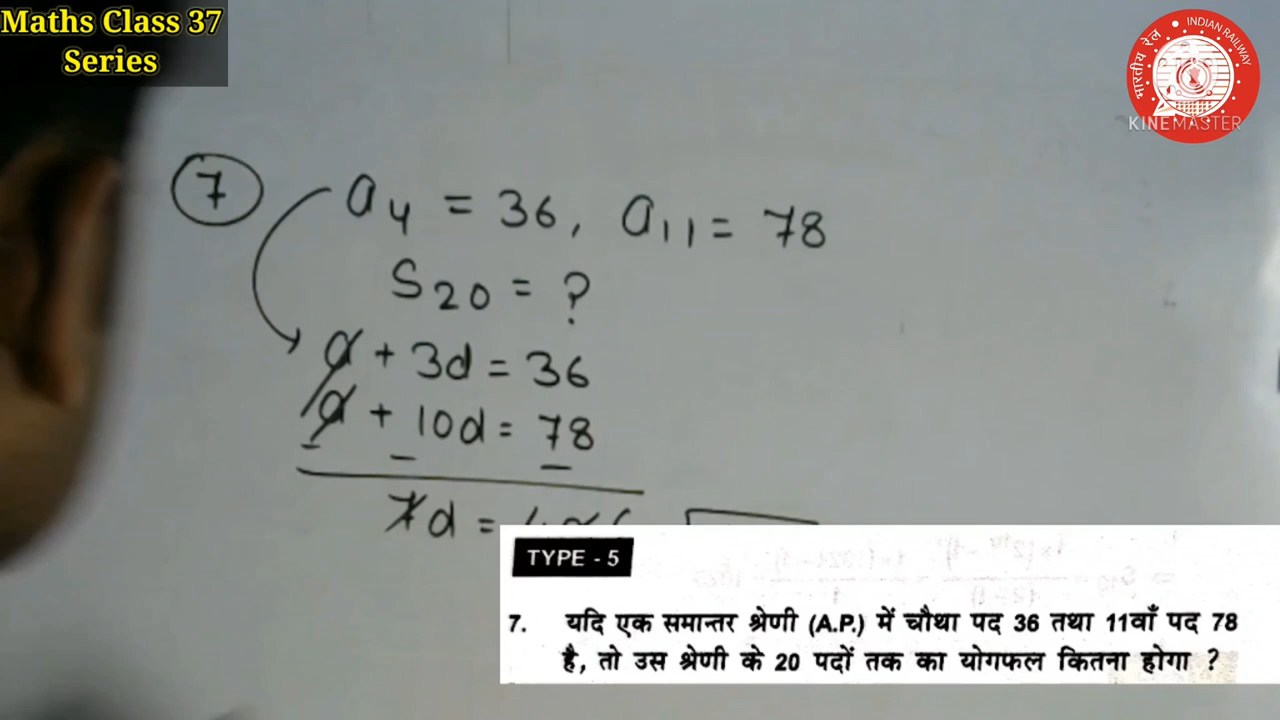 Maths Class 37
Series
भारतीय रेल
INDIAN RAILWAY
KINEMASTER
7
a4 = 36, a11 = 78
S20 = ?
a + 3d = 36
a + 10d = 78
7d =
TYPE - 5
7. यदि एक समान्तर श्रेणी (A.P.) में चौथा पद 36 तथा 11वाँ पद 78
है, तो उस श्रेणी के 20 पदों तक का योगफल कितना होगा ?